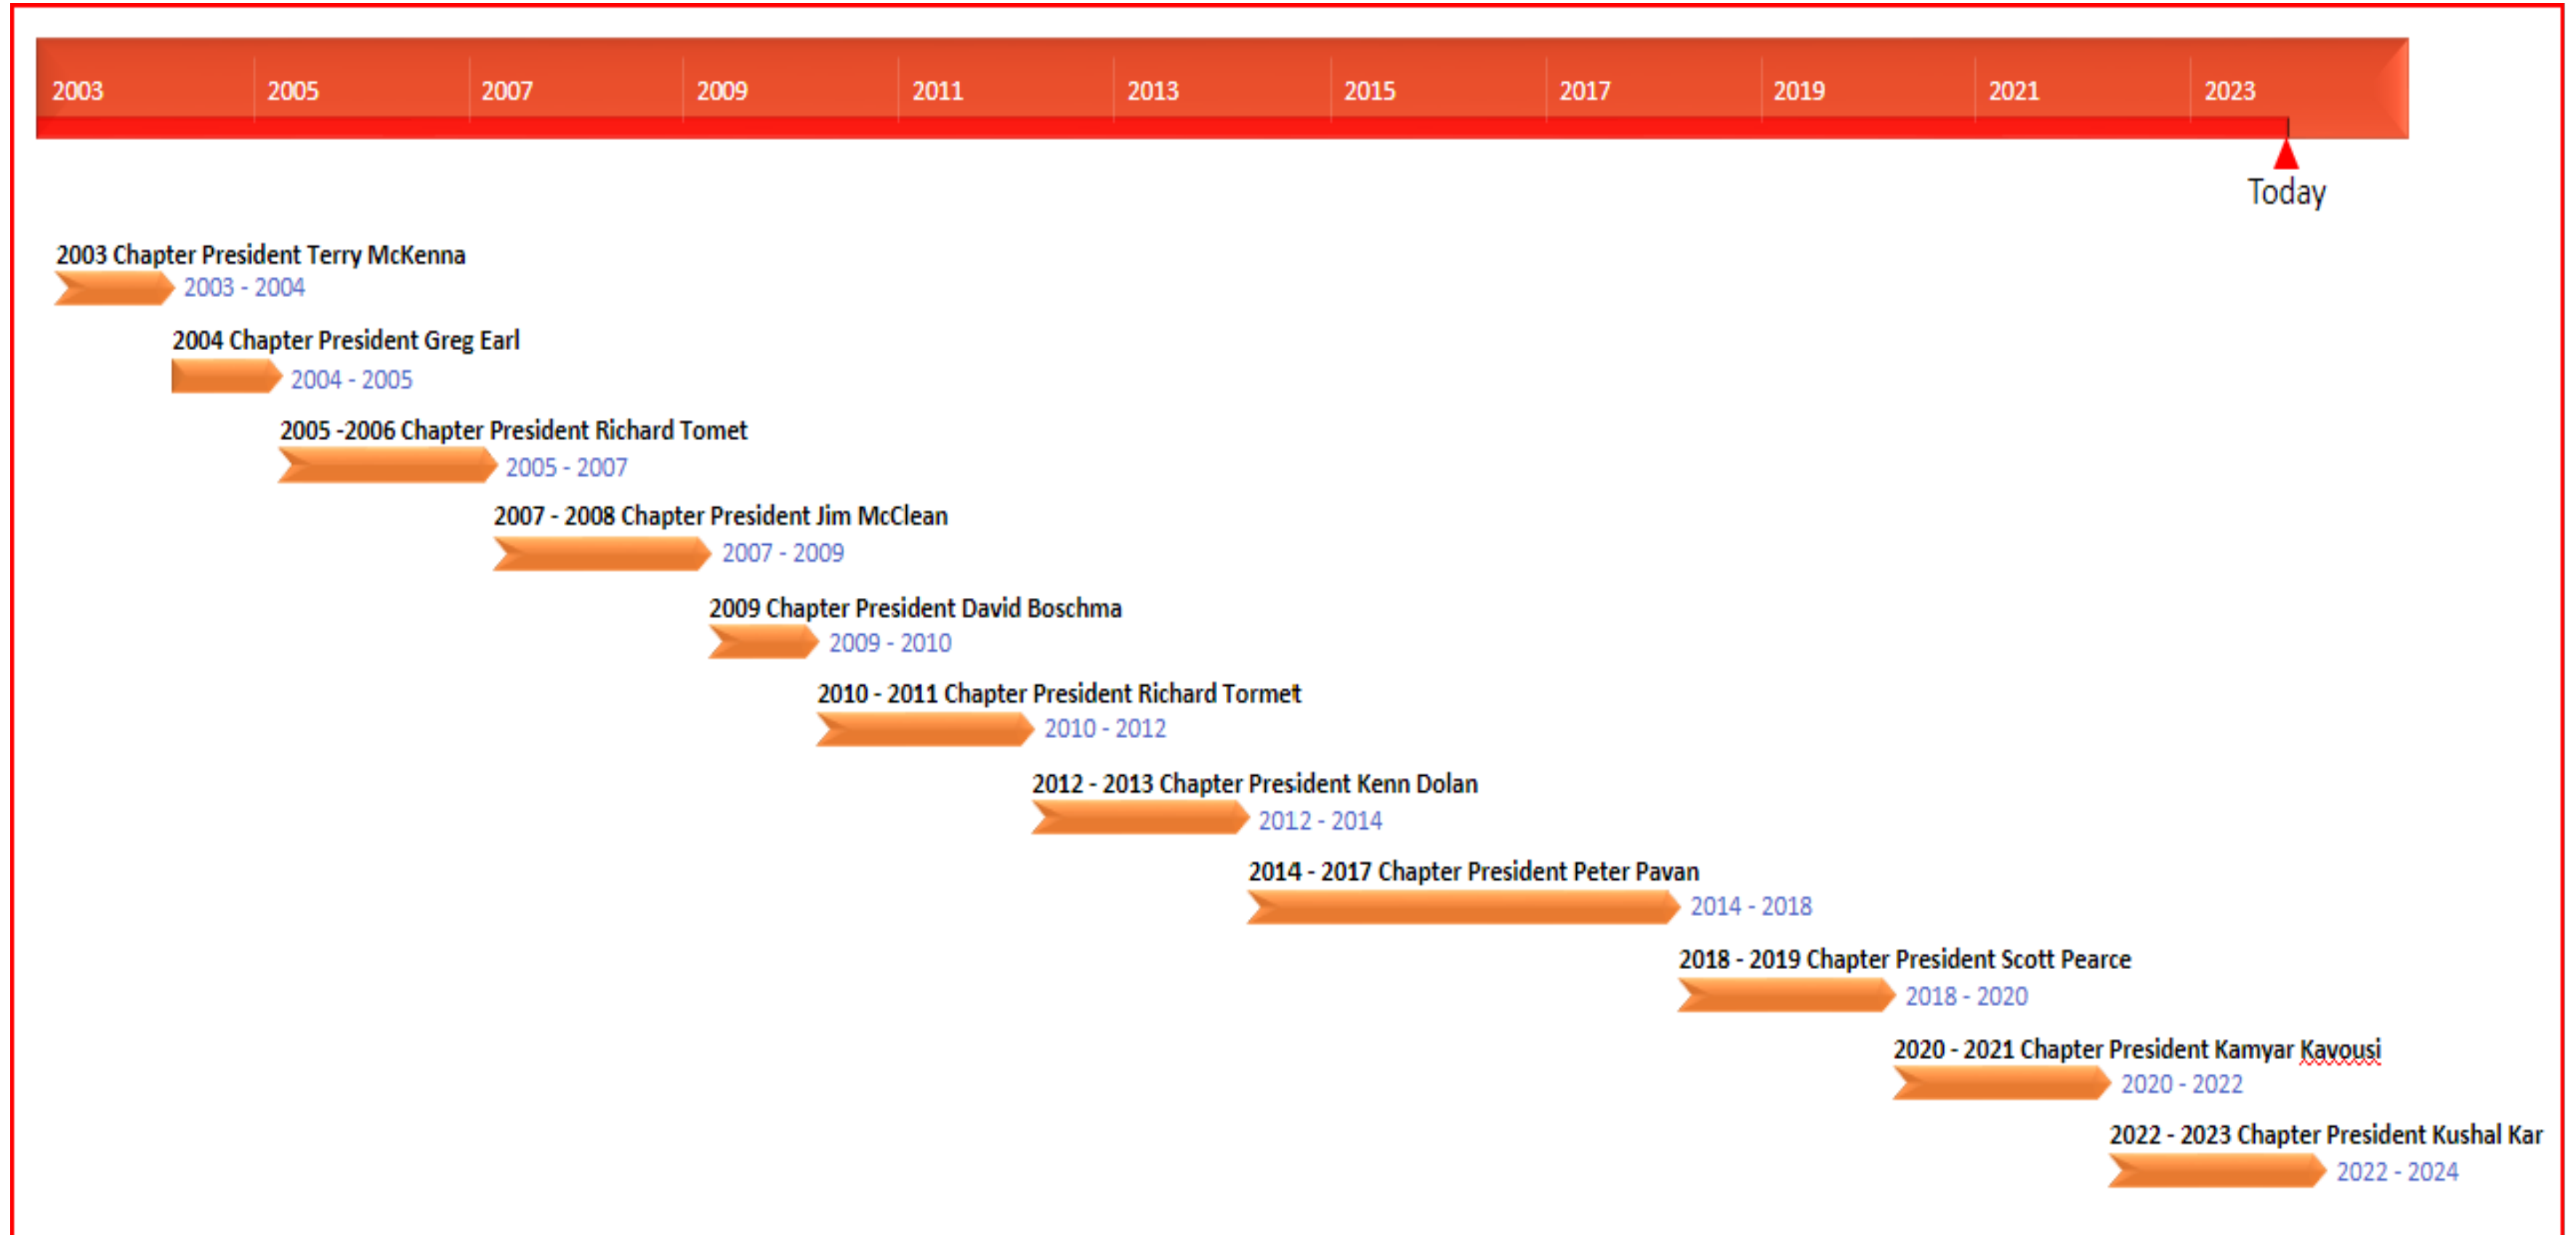 2003 2005 2007 2009 2011 2013 2015 2017 2019 2021 2023
Today
2003 Chapter President Terry McKenna
2003 - 2004
2004 Chapter President Greg Earl
2004 - 2005
2005 -2006 Chapter President Richard Tomet
2005 - 2007
2007 - 2008 Chapter President Jim McClean
2007 - 2009
2009 Chapter President David Boschma
2009 - 2010
2010 - 2011 Chapter President Richard Tormet
2010 - 2012
2012 - 2013 Chapter President Kenn Dolan
2012 - 2014
2014 - 2017 Chapter President Peter Pavan
2014 - 2018
2018 - 2019 Chapter President Scott Pearce
2018 - 2020
2020 - 2021 Chapter President Kamyar Kavousi
2020 - 2022
2022 - 2023 Chapter President Kushal Kar
2022 - 2024